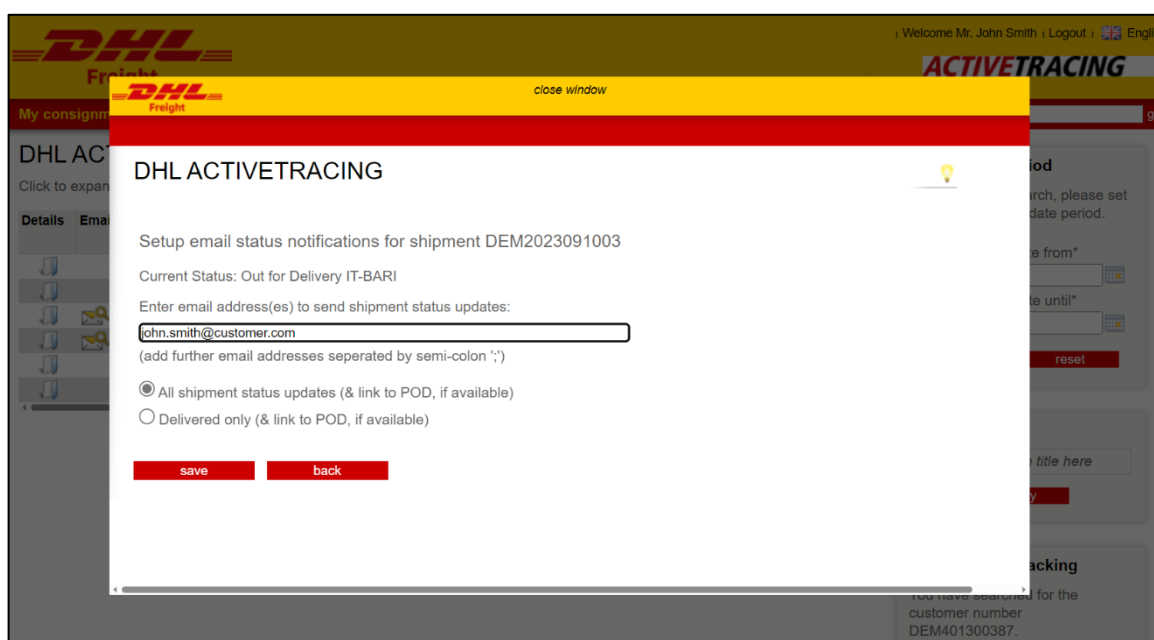 DHL
Freight
: Welcome Mr. John Smith : Logout : Engli
ACTIVETRACING
My consignm
DHL
Freight
close window
g
DHL AC
Click to expan
Details Emai
DHL ACTIVETRACING
Setup email status notifications for shipment DEM2023091003
Current Status: Out for Delivery IT-BARI
Enter email address(es) to send shipment status updates:
john.smith@customer.com
(add further email addresses seperated by semi-colon ';')
All shipment status updates (& link to POD, if available)
Delivered only (& link to POD, if available)
save back
iod
rch, please set
date period.
e from*
te until*
reset
title here
y
acking
You have searched for the
customer number
DEM401300387.